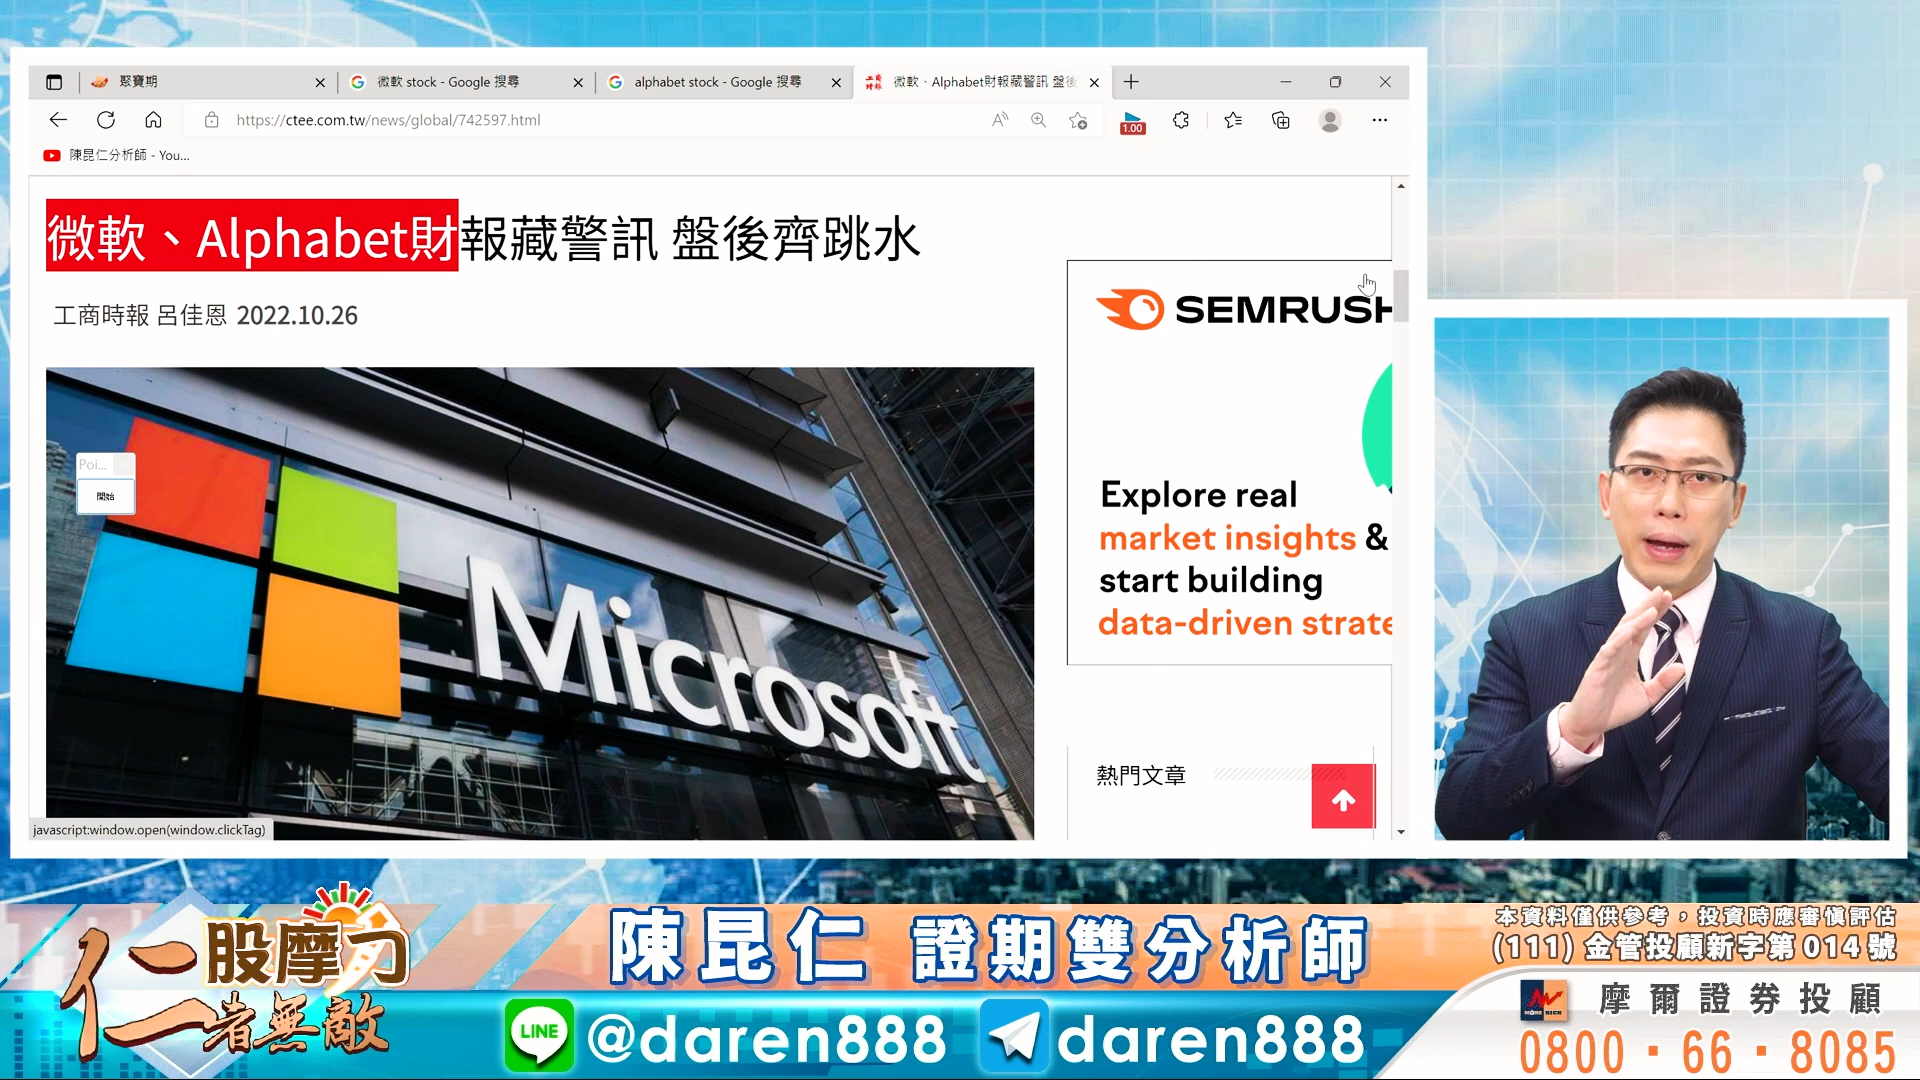 聚寶期
微軟 stock - Google 搜尋
alphabet stock - Google 搜尋
微軟、Alphabet財報藏警訊 盤後
https://ctee.com.tw/news/global/742597.html
1.00
陳昆仁分析師 - You...
微軟、Alphabet財報藏警訊 盤後齊跳水
工商時報 呂佳恩 2022.10.26
Poi...
開始
Microsoft
SEMRUSH
Explore real
market insights &
start building
data-driven strate
熱門文章
javascript:window.open(window.clickTag)
股摩力
仁者無敵
陳昆仁 證期雙分析師
LINE @daren888 daren888
本資料僅供參考，投資時應審慎評估
(111) 金管投顧新字第014號
MORE RICH 摩爾證券投顧
0800·66·8085